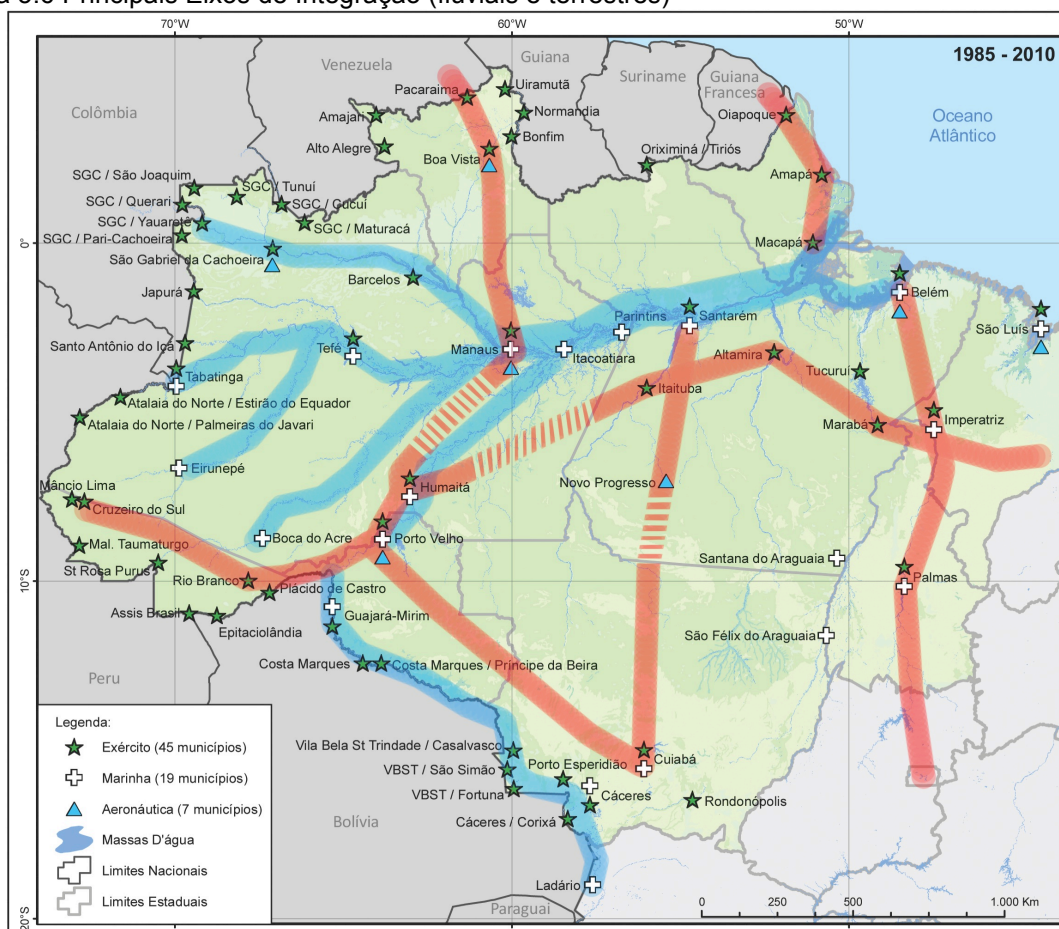 Principais Eixos de Integração (fluviais e terrestres)
70°W 60°W 50°W
1985 - 2010
Guiana
Venezuela
Suriname
Guiana
Francesa
Colômbia
Oceano
Atlântico
Pacaraima
Uiramutã
Amajari
Normandia
Oiapoque
Alto Alegre
Boa Vista
Bonfim
Oriximiná / Tiriós
SGC / São Joaquim
Amapá
SGC / Tunuí
SGC / Querari
SGC / Cucuí
SGC / Yauaretê
SGC / Maturacá
0°
SGC / Pari-Cachoeira
Macapá
São Gabriel da Cachoeira
Barcelos
Japurá
Belém
Parintins
Santarém
São Luís
Santo Antônio do Içá
Tefé
Manaus
Itacoatiara
Altamira
Tabatinga
Tucuruí
Itaituba
Atalaia do Norte / Estirão do Equador
Atalaia do Norte / Palmeiras do Javari
Marabá
Imperatriz
Eirunepé
Humaitá
Novo Progresso
Mâncio Lima
Cruzeiro do Sul
Boca do Acre
Porto Velho
Mal. Taumaturgo
Santana do Araguaia
St Rosa Purus
Rio Branco
Palmas
10°S
Plácido de Castro
Assis Brasil
Guajará-Mirim
Epitaciolândia
São Félix do Araguaia
Costa Marques
Costa Marques / Principe da Beira
Peru
Legenda:
Exército (45 municípios)
Marinha (19 municípios)
Aeronáutica (7 municípios)
Massas D'água
Limites Nacionais
Limites Estaduais
Vila Bela St Trindade / Casalvasco
Porto Esperidião
Cuiabá
VBST / São Simão
VBST / Fortuna
Cáceres
Rondonópolis
Bolívia
Cáceres / Corixá
Ladário
Paraguai
0 250 500 1.000 Km
20°S